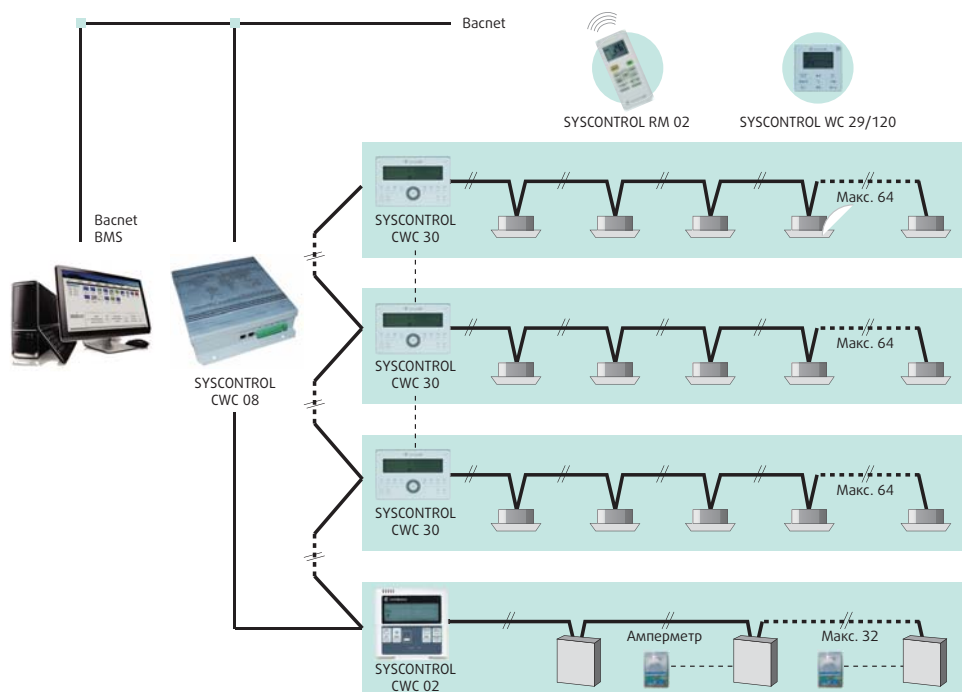 Bacnet
SYSCONTROL RM 02
SYSCONTROL WC 29/120
Bacnet
BMS
SYSCONTROL
CWC 30
Макс. 64
SYSCONTROL
CWC 08
SYSCONTROL
CWC 30
Макс. 64
SYSCONTROL
CWC 30
Макс. 64
SYSCONTROL
CWC 02
Амперметр
Макс. 32